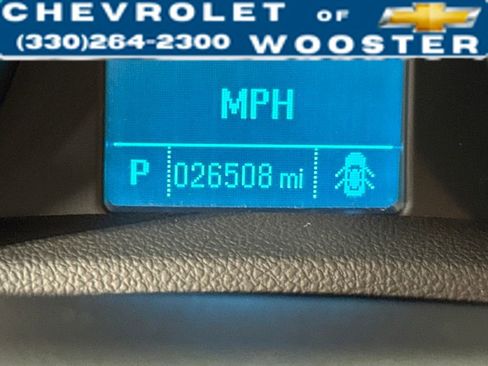 CHEVROLET OF
(330)264-2300 WOOSTER
MPH
P 026508 mi